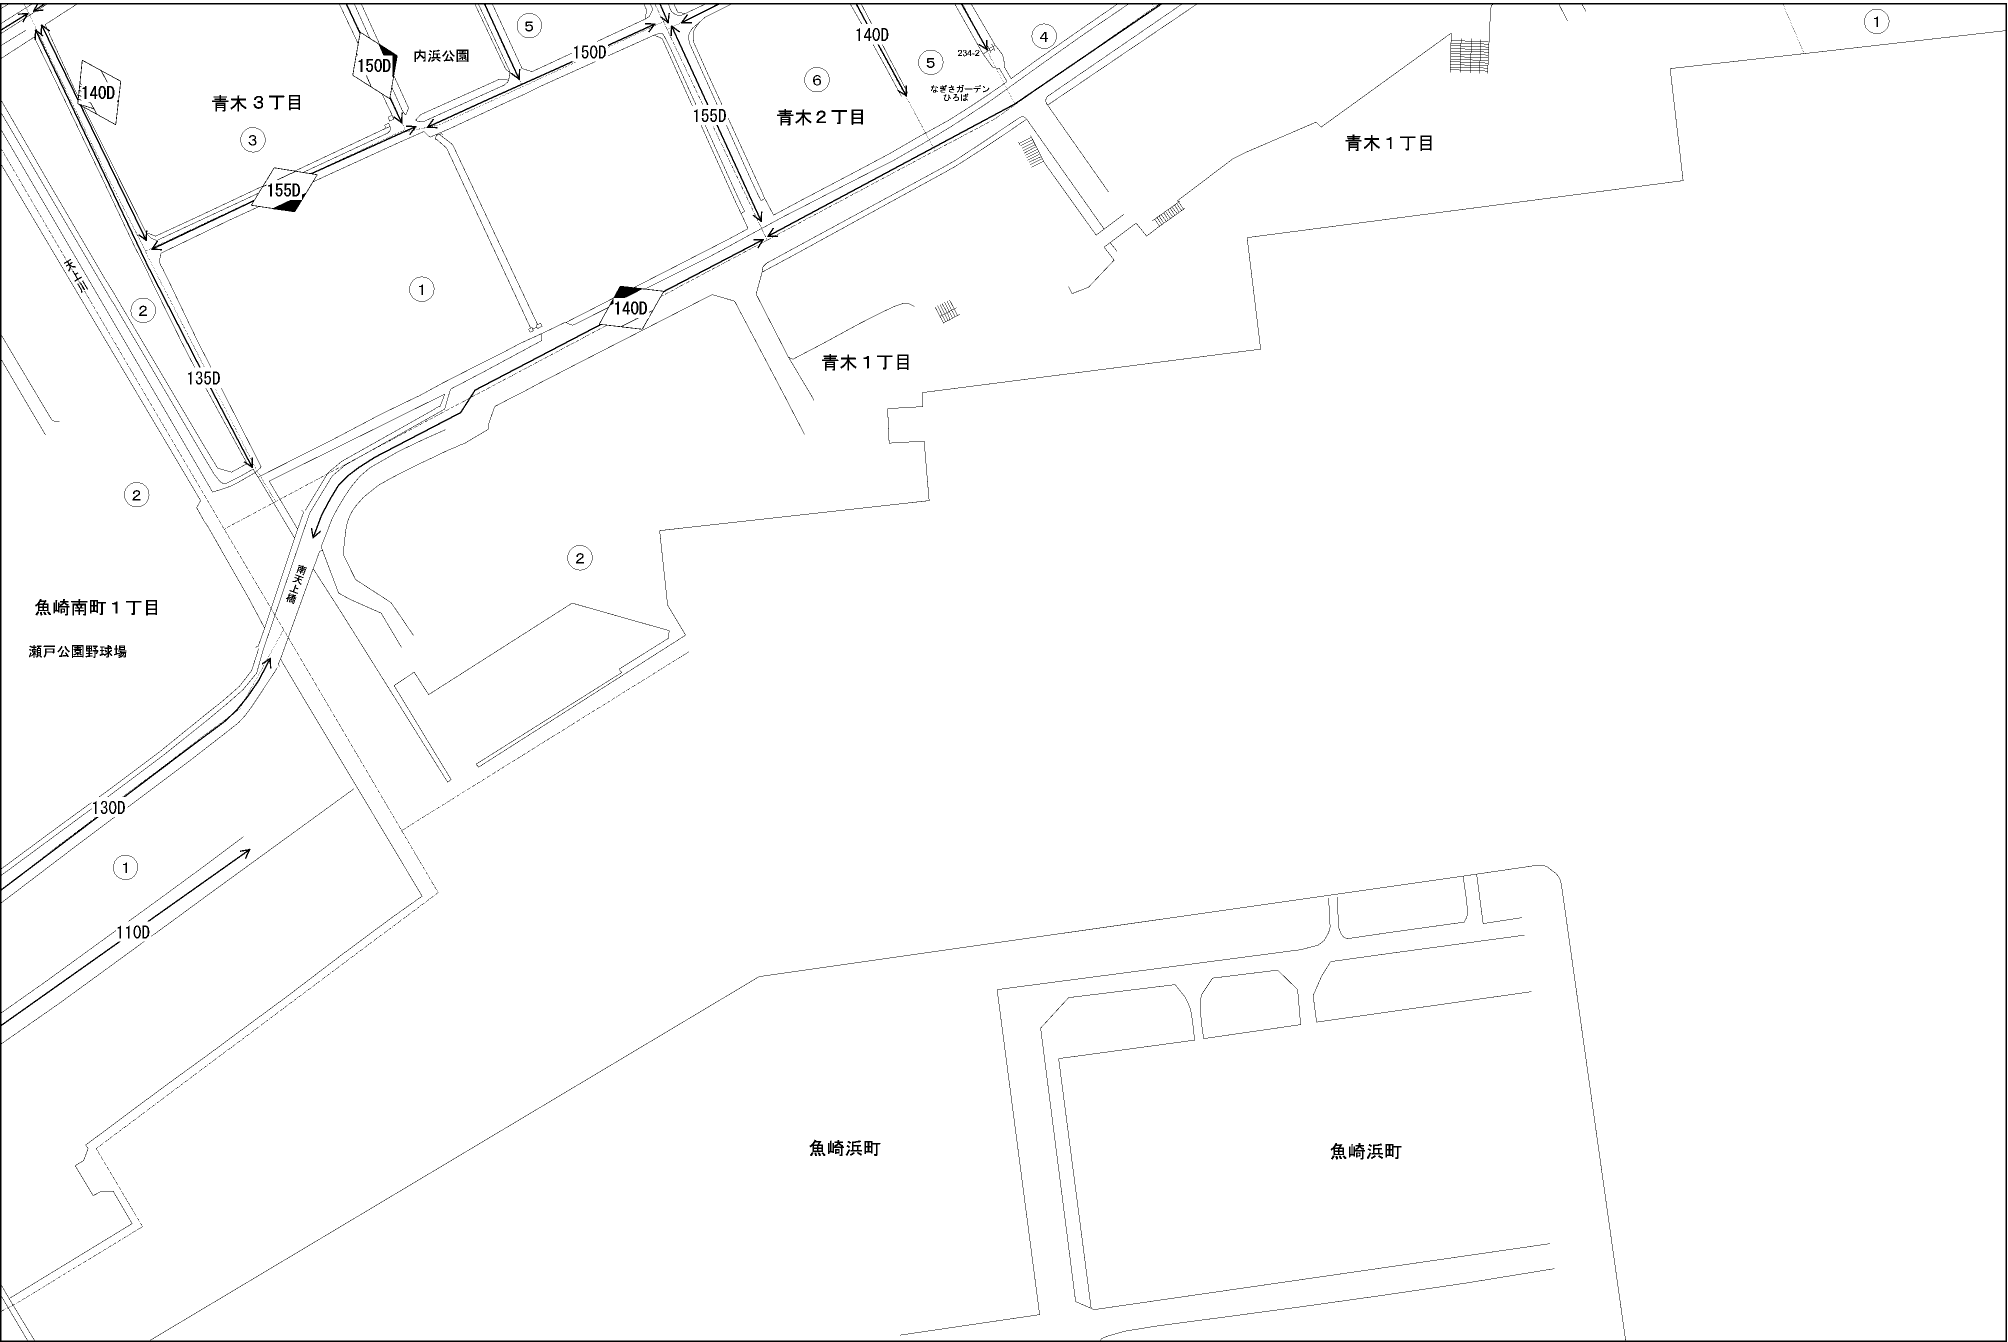 ⑤
①
140D
④
150D
150D
内浜公園
234-2
⑤
なぎさガーデン
ひろば
⑥
140D
青木３丁目
155D
青木２丁目
③
青木１丁目
155D
天上川
①
②
140D
青木１丁目
135D
②
②
南天上橋
魚崎南町１丁目
瀬戸公園野球場
130D
①
110D
魚崎浜町
魚崎浜町